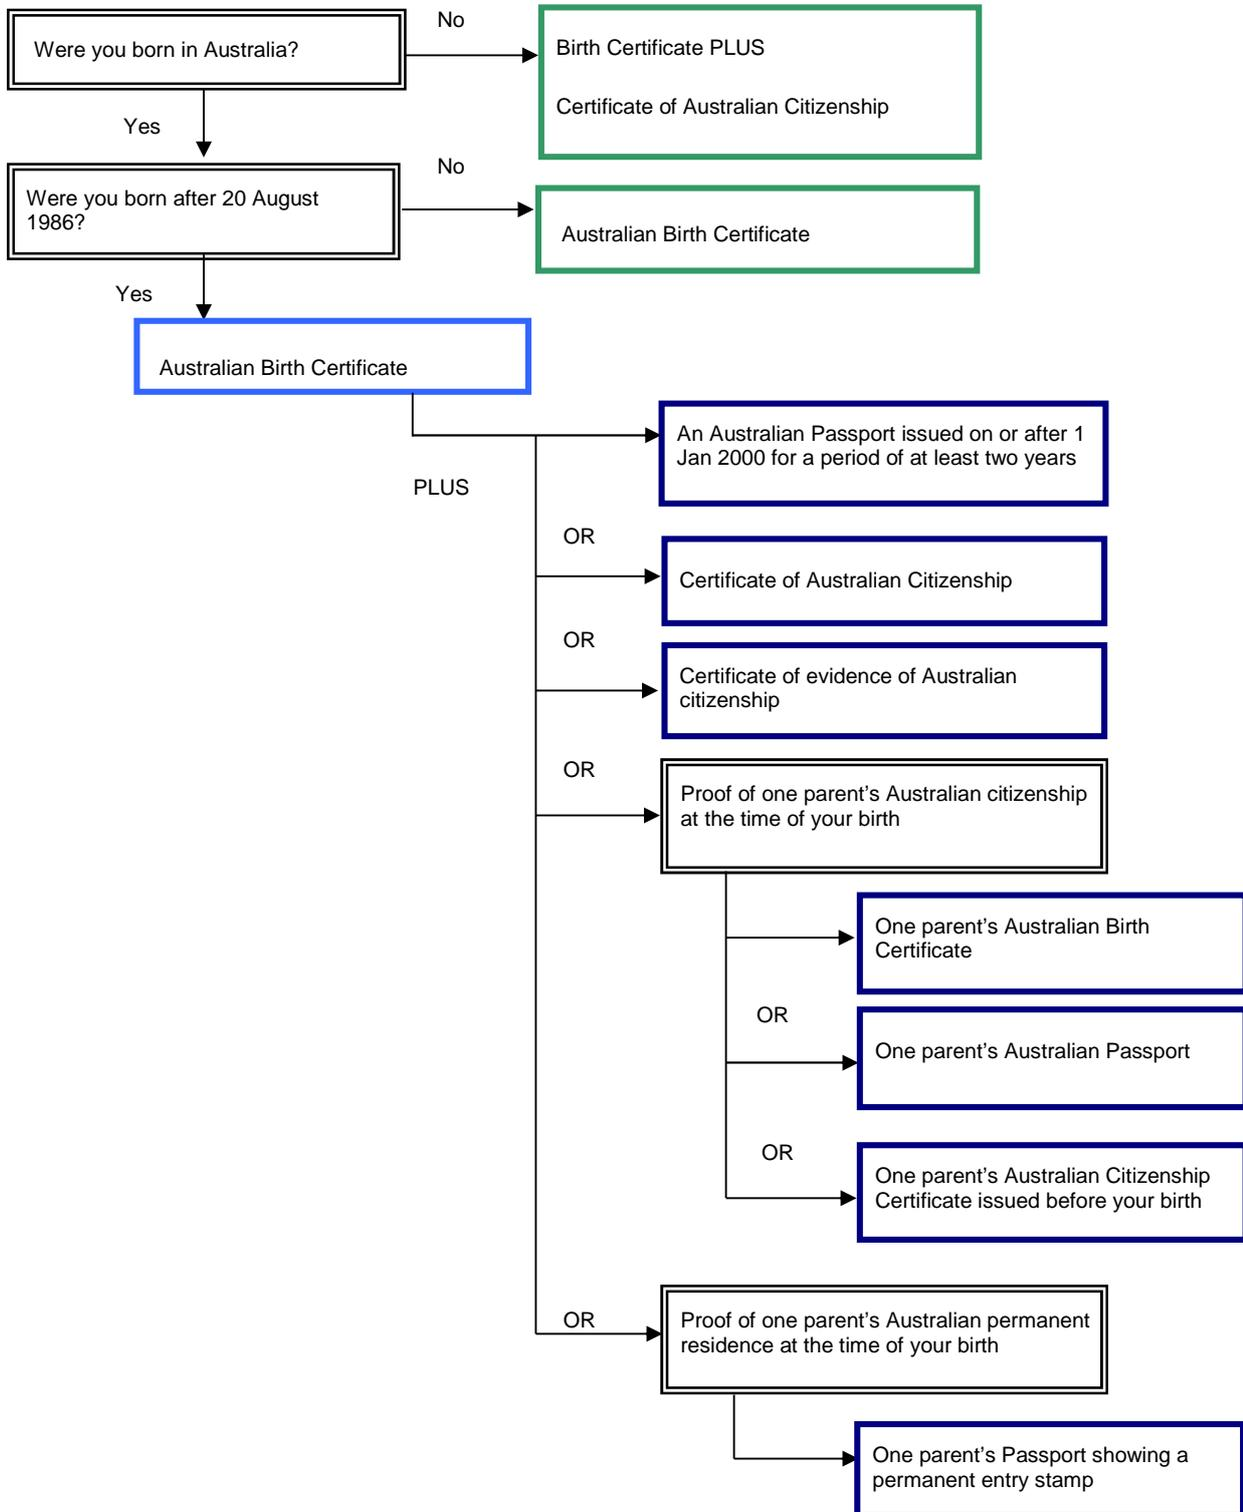 No
Were you born in Australia?
Birth Certificate PLUS
Certificate of Australian Citizenship
Yes
No
Were you born after 20 August
1986?
Australian Birth Certificate
Yes
Australian Birth Certificate
An Australian Passport issued on or after 1
Jan 2000 for a period of at least two years
PLUS
OR
Certificate of Australian Citizenship
OR
Certificate of evidence of Australian
citizenship
OR
Proof of one parent’s Australian citizenship
at the time of your birth
One parent’s Australian Birth
Certificate
OR
One parent’s Australian Passport
OR
One parent’s Australian Citizenship
Certificate issued before your birth
OR
Proof of one parent’s Australian permanent
residence at the time of your birth
One parent’s Passport showing a
permanent entry stamp